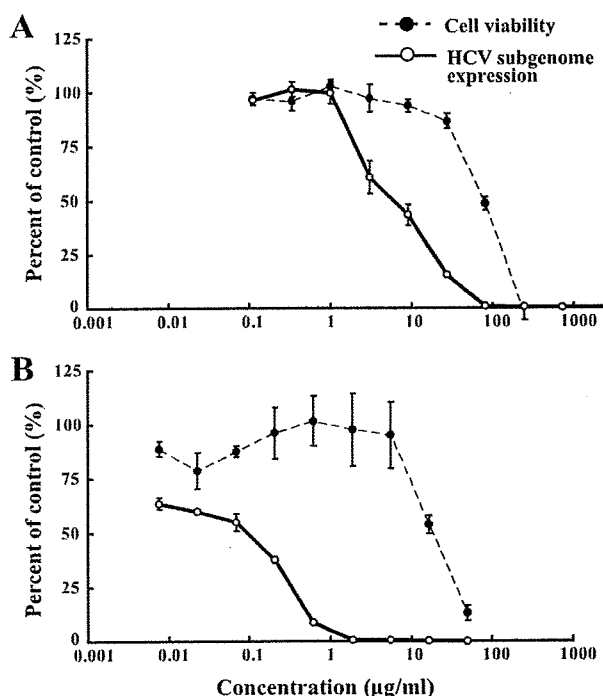 A
Cell viability
HCV subgenome
expression
Percent of control (%)
125
100
75
50
25
0
0.001 0.01 0.1 1 10 100 1000
B
Percent of control (%)
125
100
75
50
25
0
0.001 0.01 0.1 1 10 100 1000
Concentration (µg/ml)